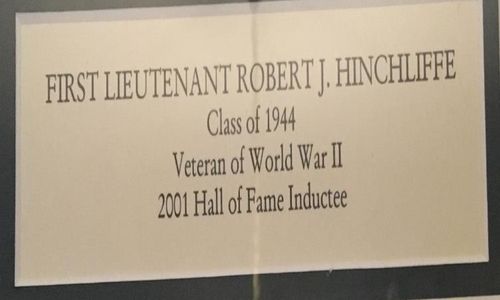 FIRST LIEUTENANT ROBERT J. HINCHLIFFE
Class of 1944
Veteran of World War II
2001 Hall of Fame Inductee